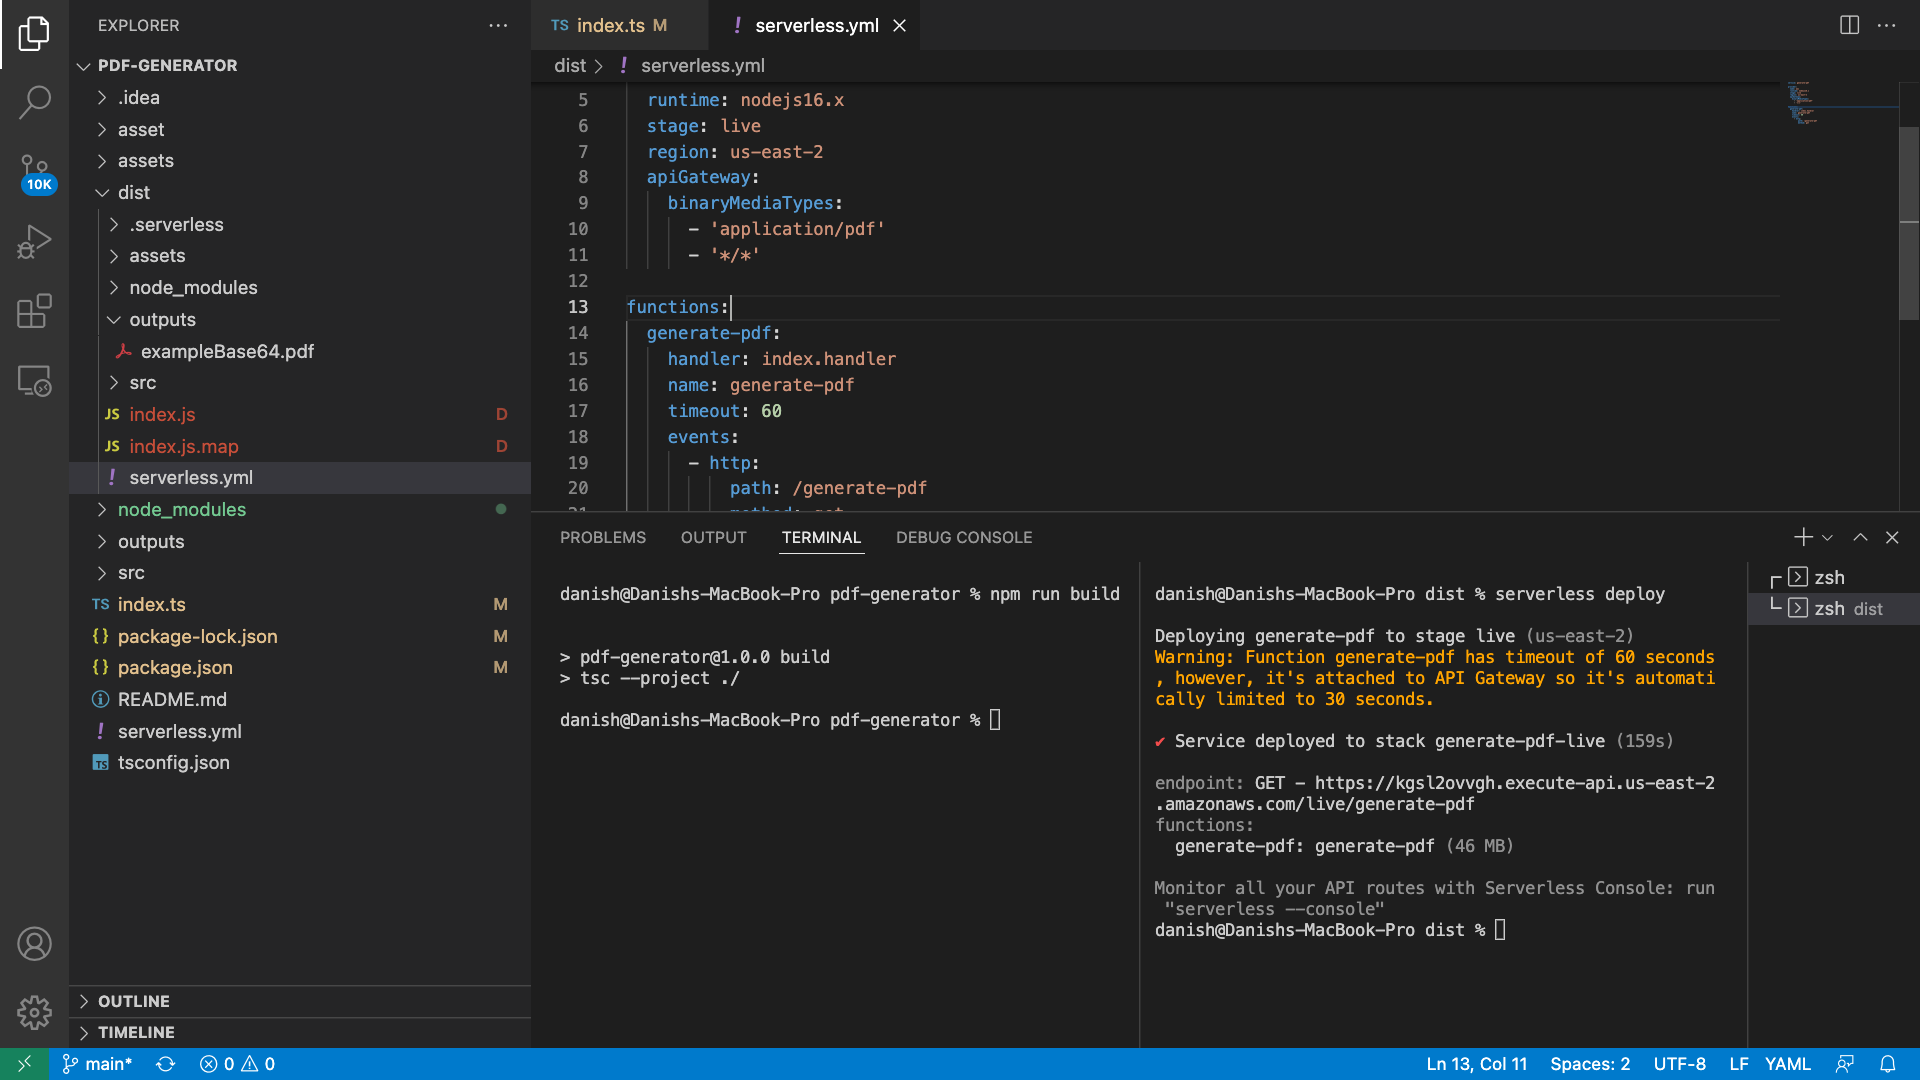 EXPLORER
PDF-GENERATOR
.idea
asset
assets
dist
.serverless
assets
node_modules
outputs
exampleBase64.pdf
src
JS index.js D
JS index.js.map D
! serverless.yml
node_modules
outputs
src
TS index.ts M
{} package-lock.json M
{} package.json M
README.md
! serverless.yml
TS tsconfig.json
OUTLINE
TIMELINE
10K
TS index.ts M
! serverless.yml
dist > ! serverless.yml
5 runtime: nodejs16.x
6 stage: live
7 region: us-east-2
8 apiGateway:
9 binaryMediaTypes:
10 - 'application/pdf'
11 - '*/*'
12
13 functions:
14 generate-pdf:
15 handler: index.handler
16 name: generate-pdf
17 timeout: 60
18 events:
19 - http:
20 path: /generate-pdf
21 method: get
PROBLEMS OUTPUT TERMINAL DEBUG CONSOLE
danish@Danishs-MacBook-Pro pdf-generator % npm run build
> pdf-generator@1.0.0 build
> tsc --project ./
danish@Danishs-MacBook-Pro pdf-generator %
danish@Danishs-MacBook-Pro dist % serverless deploy
Deploying generate-pdf to stage live (us-east-2)
Warning: Function generate-pdf has timeout of 60 seconds
, however, it's attached to API Gateway so it's automati
cally limited to 30 seconds.
✔ Service deployed to stack generate-pdf-live (159s)
endpoint: GET - https://kgsl2ovvgh.execute-api.us-east-2
.amazonaws.com/live/generate-pdf
functions:
generate-pdf: generate-pdf (46 MB)
Monitor all your API routes with Serverless Console: run
"serverless --console"
danish@Danishs-MacBook-Pro dist %
zsh
zsh dist
main* 0 0
Ln 13, Col 11 Spaces: 2 UTF-8 LF YAML